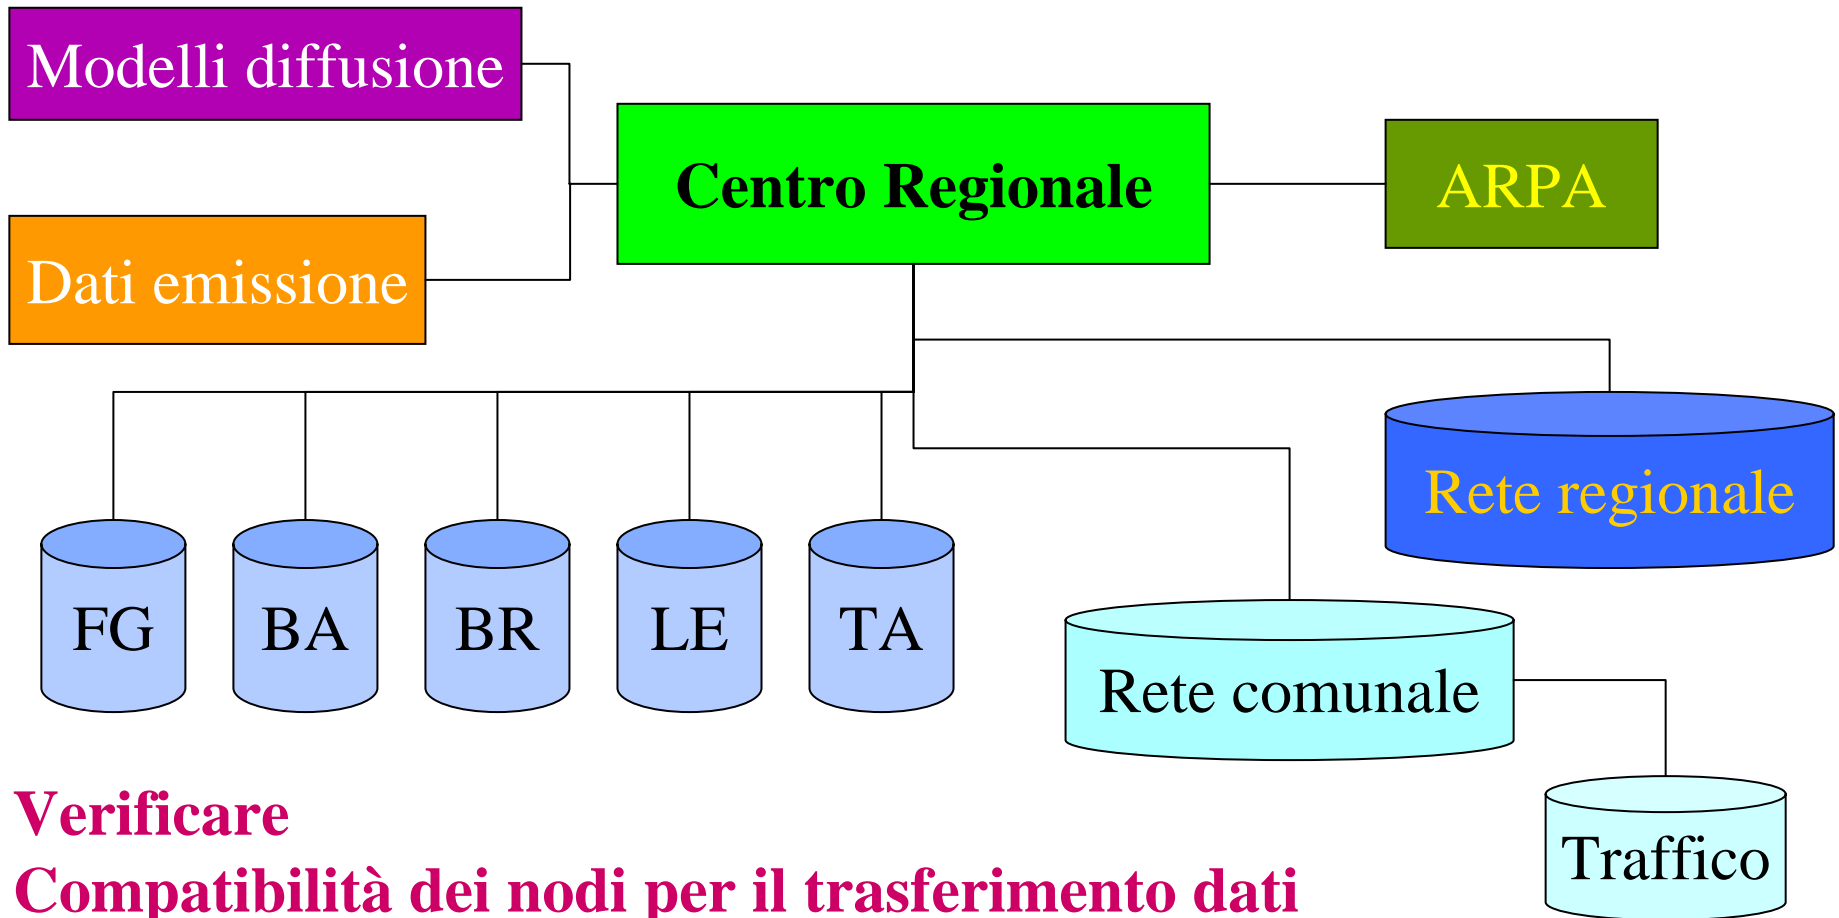 Modelli diffusione
Centro Regionale
ARPA
Dati emissione
Rete regionale
FG
BA
BR
LE
TA
Rete comunale
Traffico
Verificare
Compatibilità dei nodi per il trasferimento dati